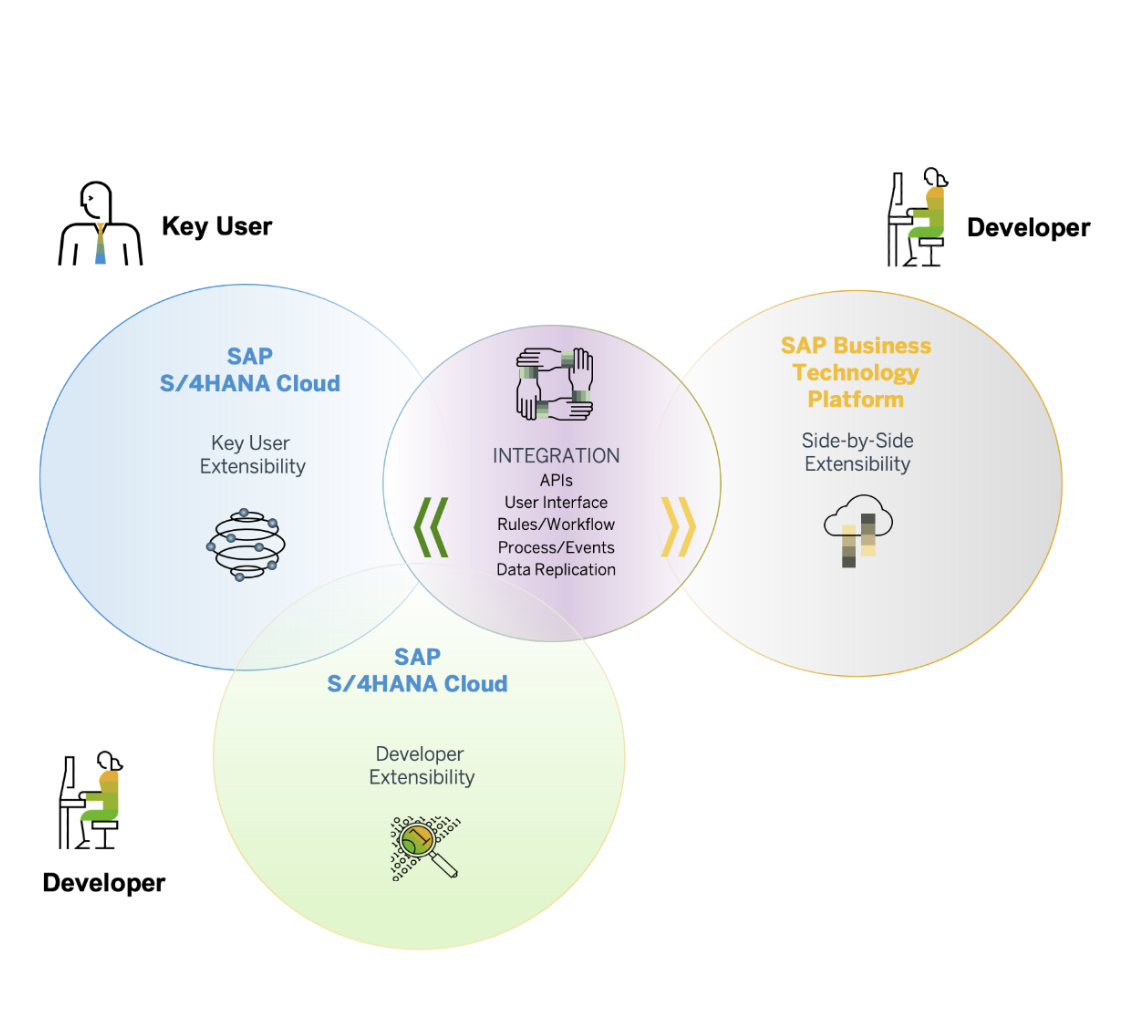 Key User
Developer
SAP
S/4HANA Cloud
Key User
Extensibility
INTEGRATION
APIs
User Interface
Rules/Workflow
Process/Events
Data Replication
SAP Business
Technology
Platform
Side-by-Side
Extensibility
SAP
S/4HANA Cloud
Developer
Extensibility
Developer